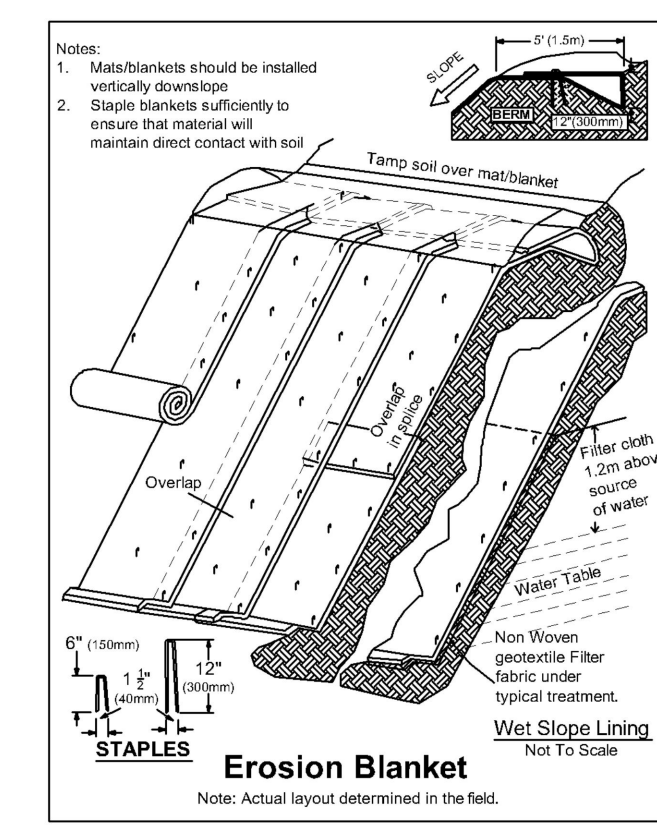 Notes:
1. Mats/blankets should be installed
vertically downslope
2. Staple blankets sufficiently to
ensure that material will
maintain direct contact with soil
5' (1.5m)
SLOPE
BERM
12"(300mm)
Tamp soil over mat/blanket
Overlap
in splice
Overlap
Filter cloth
1.2m abov
source
of water
Water Table
Non Woven
geotextile Filter
fabric under
typical treatment.
Wet Slope Lining
Not To Scale
6" (150mm)
1 1/2"
(40mm)
12"
(300mm)
STAPLES
Erosion Blanket
Note: Actual layout determined in the field.